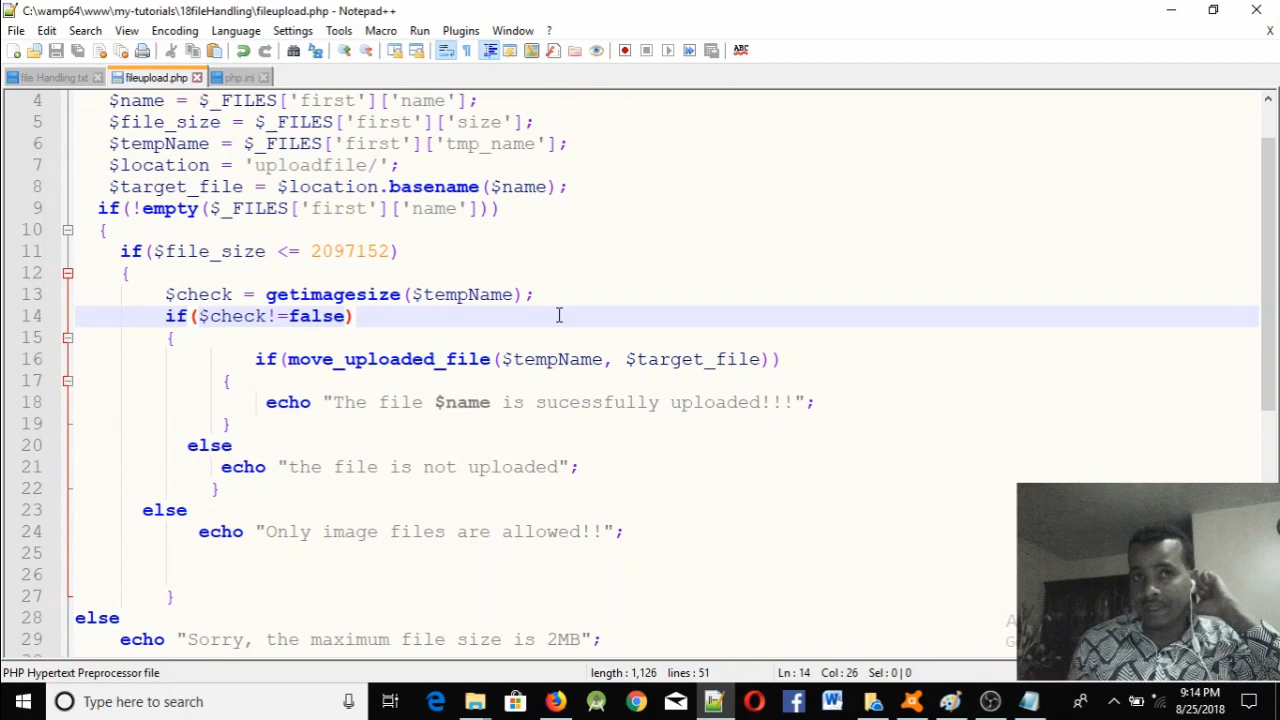 C:\wamp64\www\my-tutorials\18fileHandling\fileupload.php - Notepad++
File Edit Search View Encoding Language Settings Tools Macro Run Plugins Window ? X
ABC
file Handling.txt fileupload.php php.ini
4 $name = $_FILES['first']['name'];
5 $file_size = $_FILES['first']['size'];
6 $tempName = $_FILES['first']['tmp_name'];
7 $location = 'uploadfile/';
8 $target_file = $location.basename($name);
9 if(!empty($_FILES['first']['name']))
10 {
11 if($file_size <= 2097152)
12 {
13 $check = getimagesize($tempName);
14 if($check!=false)
15 {
16 if(move_uploaded_file($tempName, $target_file))
17 {
18 echo "The file $name is sucessfully uploaded!!!";
19 }
20 else
21 echo "the file is not uploaded";
22 }
23 else
24 echo "Only image files are allowed!!";
25
26
27 }
28 else
29 echo "Sorry, the maximum file size is 2MB";
PHP Hypertext Preprocessor file length : 1,126 lines : 51 Ln : 14 Col : 26 Sel : 0 | 0
Type here to search
9:14 PM
8/25/2018